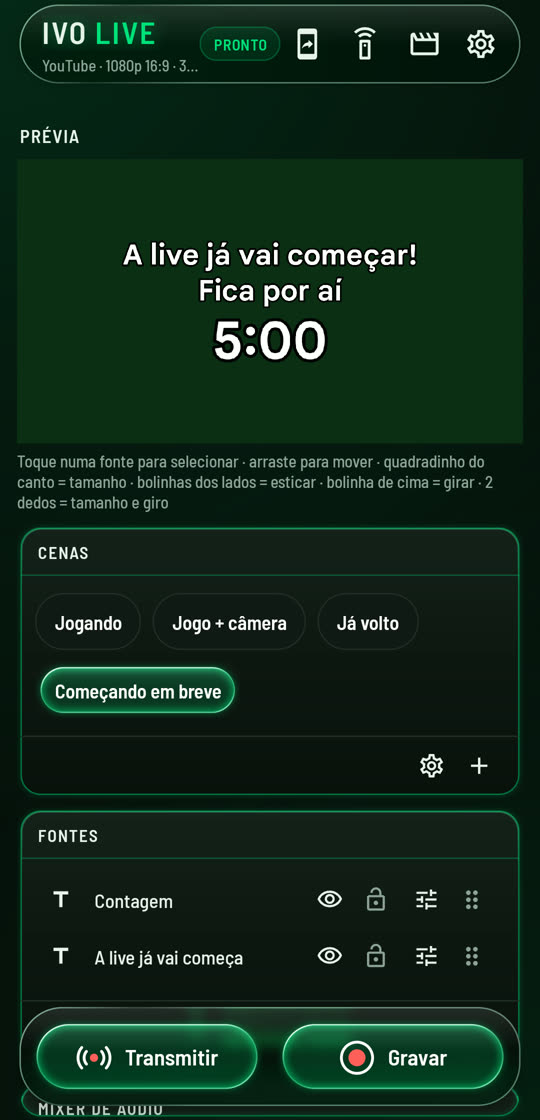 IVO LIVE
PRONTO
YouTube · 1080p 16:9 · 3...
PRÉVIA
A live já vai começar!
Fica por aí
5:00
Toque numa fonte para selecionar · arraste para mover · quadradinho do
canto = tamanho · bolinhas dos lados = esticar · bolinha de cima = girar · 2
dedos = tamanho e giro
CENAS
Jogando
Jogo + câmera
Já volto
Começando em breve
FONTES
T Contagem
T A live já vai começa
Transmitir
Gravar
MIXER DE ÁUDIO